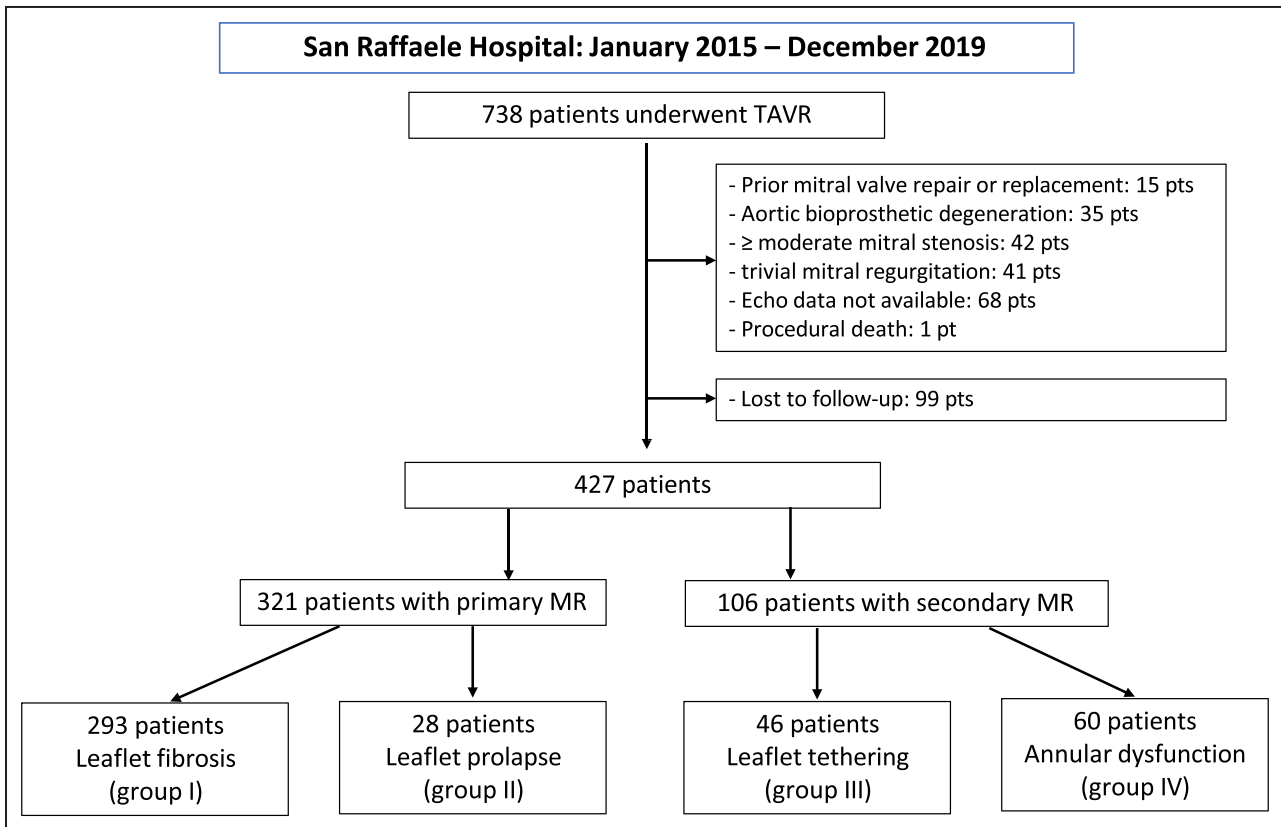 San Raffaele Hospital: January 2015 – December 2019
738 patients underwent TAVR
- Prior mitral valve repair or replacement: 15 pts
- Aortic bioprosthetic degeneration: 35 pts
- ≥ moderate mitral stenosis: 42 pts
- trivial mitral regurgitation: 41 pts
- Echo data not available: 68 pts
- Procedural death: 1 pt
- Lost to follow-up: 99 pts
427 patients
321 patients with primary MR
106 patients with secondary MR
293 patients
Leaflet fibrosis
(group I)
28 patients
Leaflet prolapse
(group II)
46 patients
Leaflet tethering
(group III)
60 patients
Annular dysfunction
(group IV)